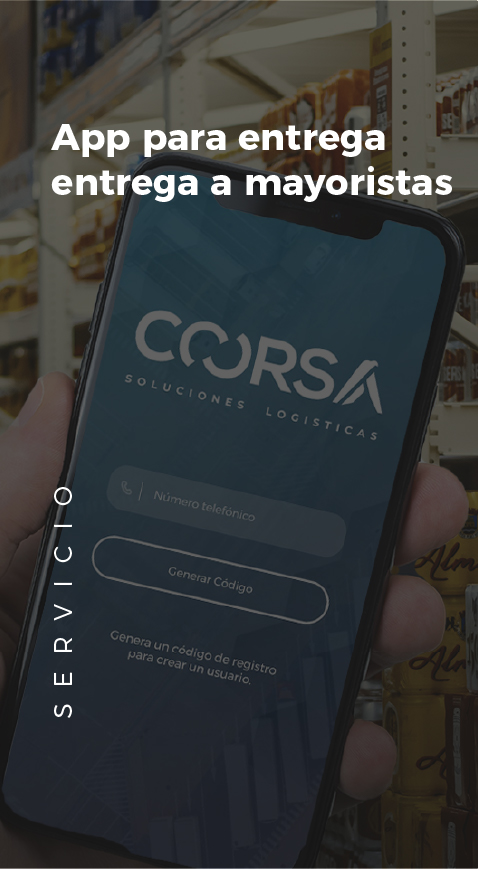 App para entrega
entrega a mayoristas
COORSA
SOLUCIONES LOGISTICAS
Número telefónico
Generar Código
Genera un código de registro
para crear un usuario.
SERVICIO